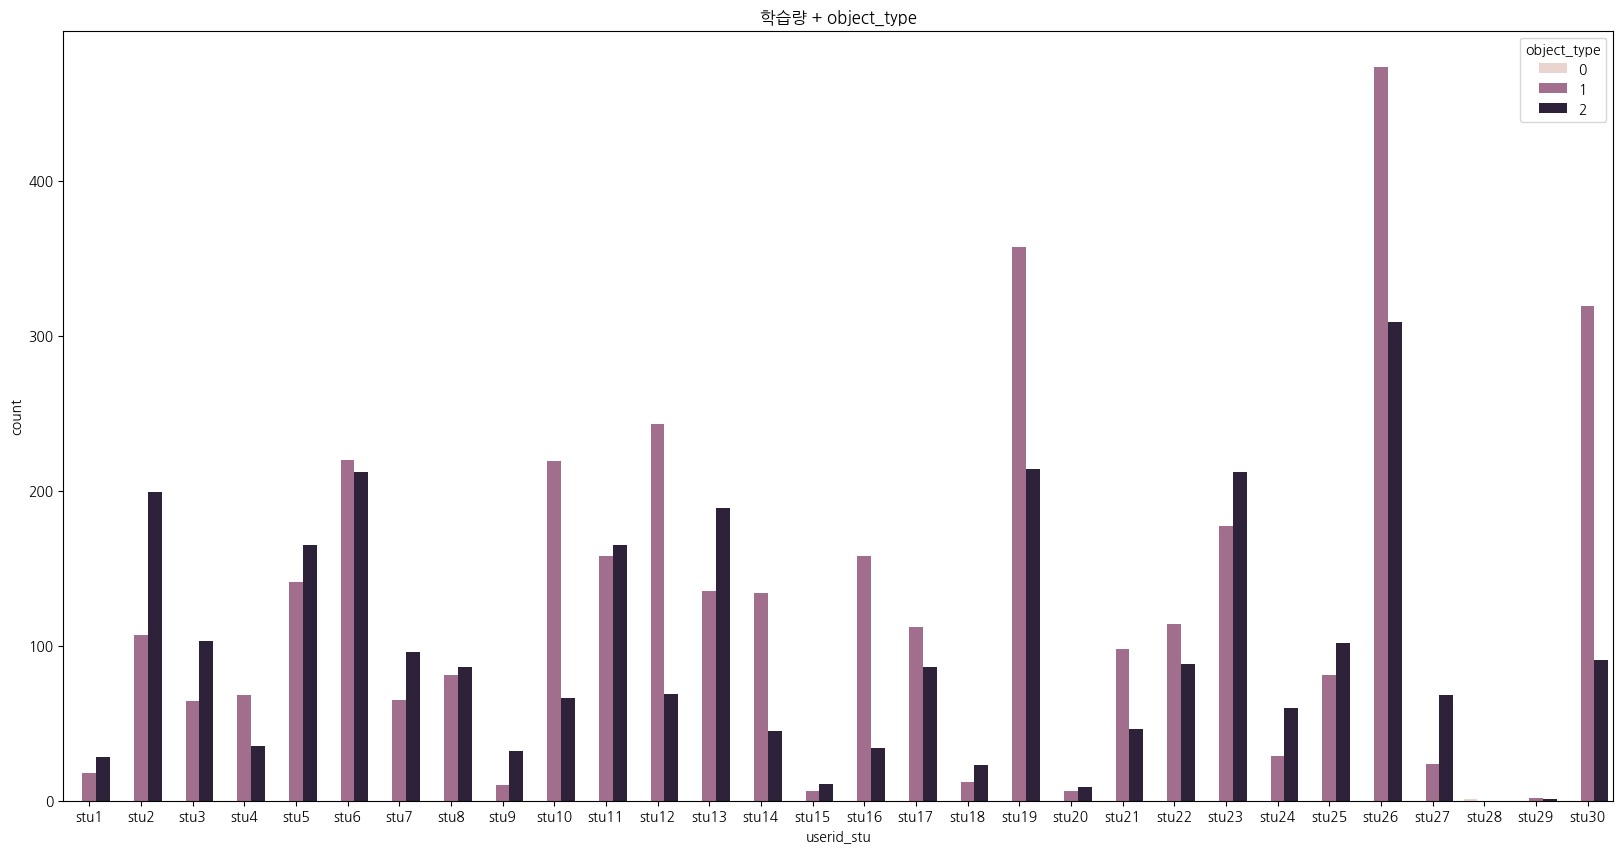 학습량 + object_type
object_type
0
1
2
400
300
200
100
0
count
stu1 stu2 stu3 stu4 stu5 stu6 stu7 stu8 stu9 stu10 stu11 stu12 stu13 stu14 stu15 stu16 stu17 stu18 stu19 stu20 stu21 stu22 stu23 stu24 stu25 stu26 stu27 stu28 stu29 stu30
userid_stu